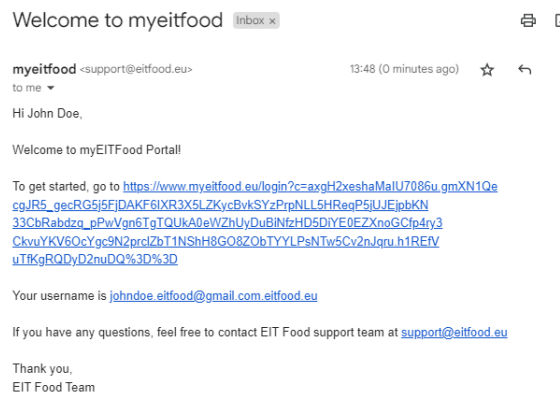 Welcome to myeitfood Inbox ×
myeitfood <support@eitfood.eu> 13:48 (0 minutes ago)
to me
Hi John Doe,
Welcome to myEITFood Portal!
To get started, go to https://www.myeitfood.eu/login?c=axgH2xeshaMaIU7086u.gmXN1Qe
cgJR5_gecRG5j5FjDAKF6IXR3X5LZKycBvkSYzPrpNLL5HReqP5jUJEjpbKN
33CbRabdzq_pPwVgn6TgTQUkA0eWZhUyDuBiNfzHD5DiYE0EZXnoGCfp4ry3
CkvuYKV6OcYgc9N2prclZbT1NShH8GO8ZObTYYLPsNTw5Cv2nJqru.h1REfV
uTfKgRQDyD2nuDQ%3D%3D
Your username is johndoe.eitfood@gmail.com.eitfood.eu
If you have any questions, feel free to contact EIT Food support team at support@eitfood.eu
Thank you,
EIT Food Team